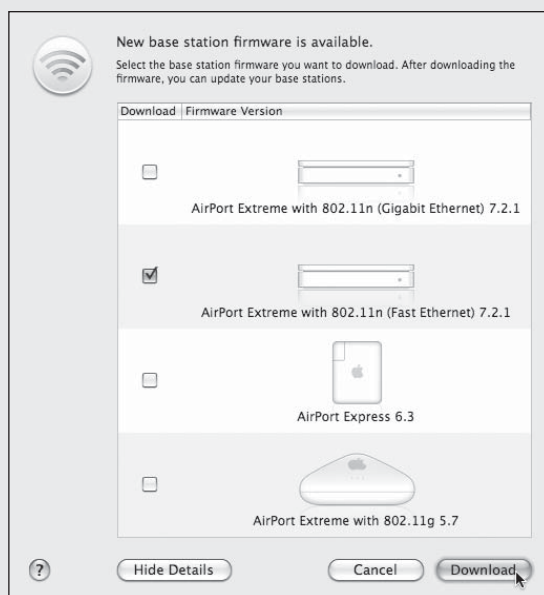 New base station firmware is available.
Select the base station firmware you want to download. After downloading the
firmware, you can update your base stations.
Download Firmware Version
AirPort Extreme with 802.11n (Gigabit Ethernet) 7.2.1
AirPort Extreme with 802.11n (Fast Ethernet) 7.2.1
AirPort Express 6.3
AirPort Extreme with 802.11g 5.7
? Hide Details Cancel Download